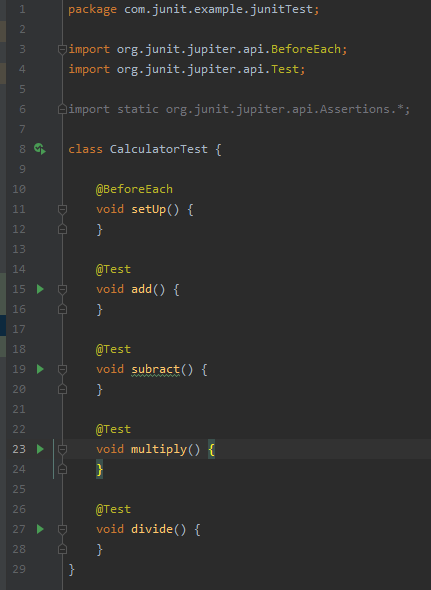 1 package com.junit.example.junitTest;
2
3 import org.junit.jupiter.api.BeforeEach;
4 import org.junit.jupiter.api.Test;
5
6 import static org.junit.jupiter.api.Assertions.*;
7
8 class CalculatorTest {
9
10 @BeforeEach
11 void setUp() {
12 }
13
14 @Test
15 void add() {
16 }
17
18 @Test
19 void subract() {
20 }
21
22 @Test
23 void multiply() {
24 }
25
26 @Test
27 void divide() {
28 }
29 }